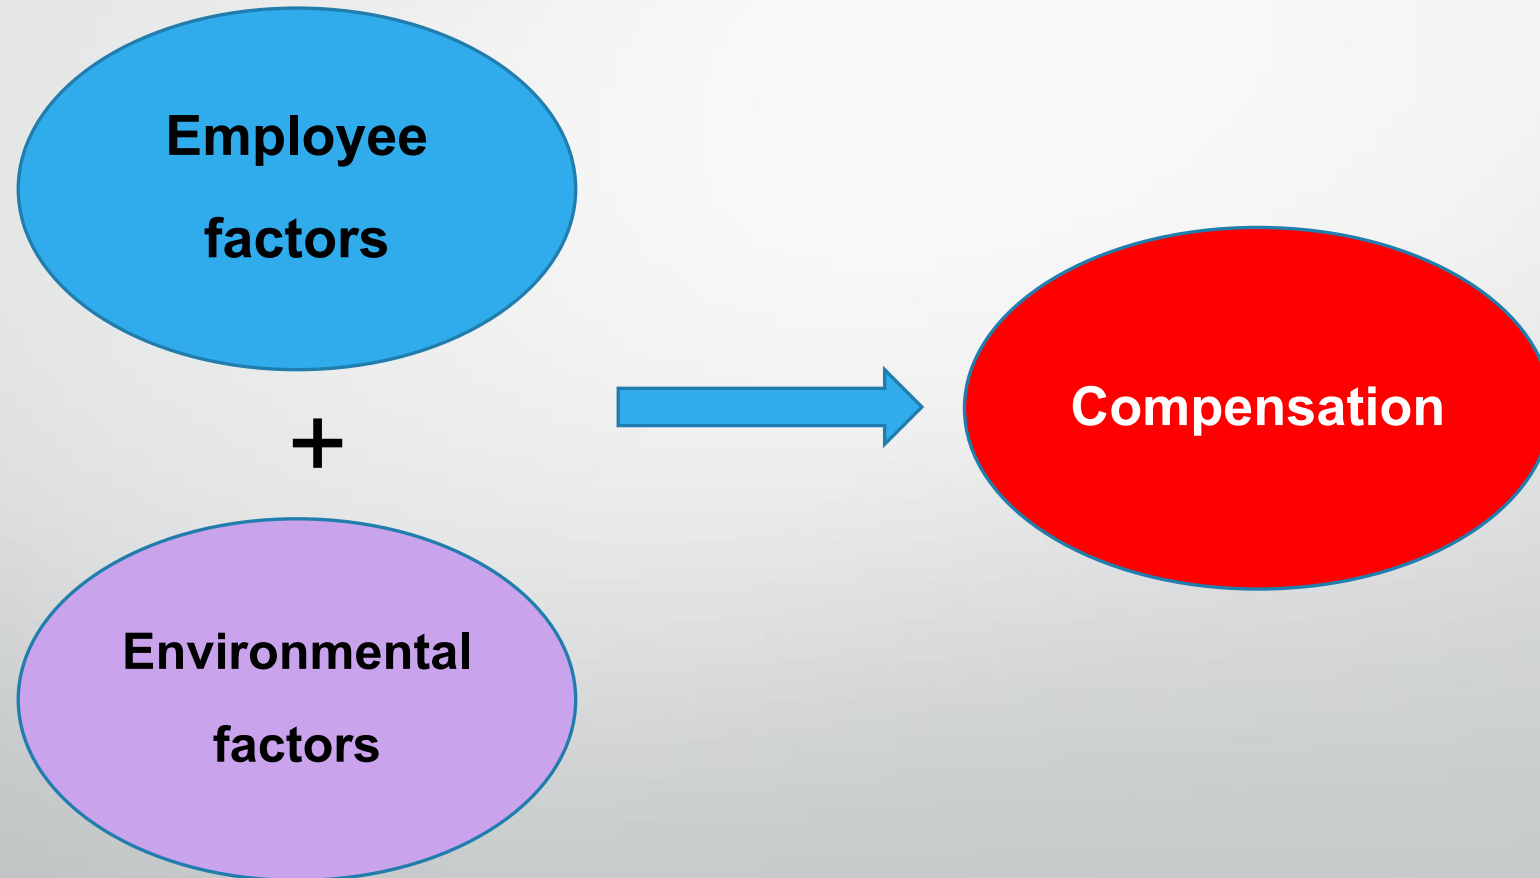 Employee
factors
+
Environmental
factors
Compensation